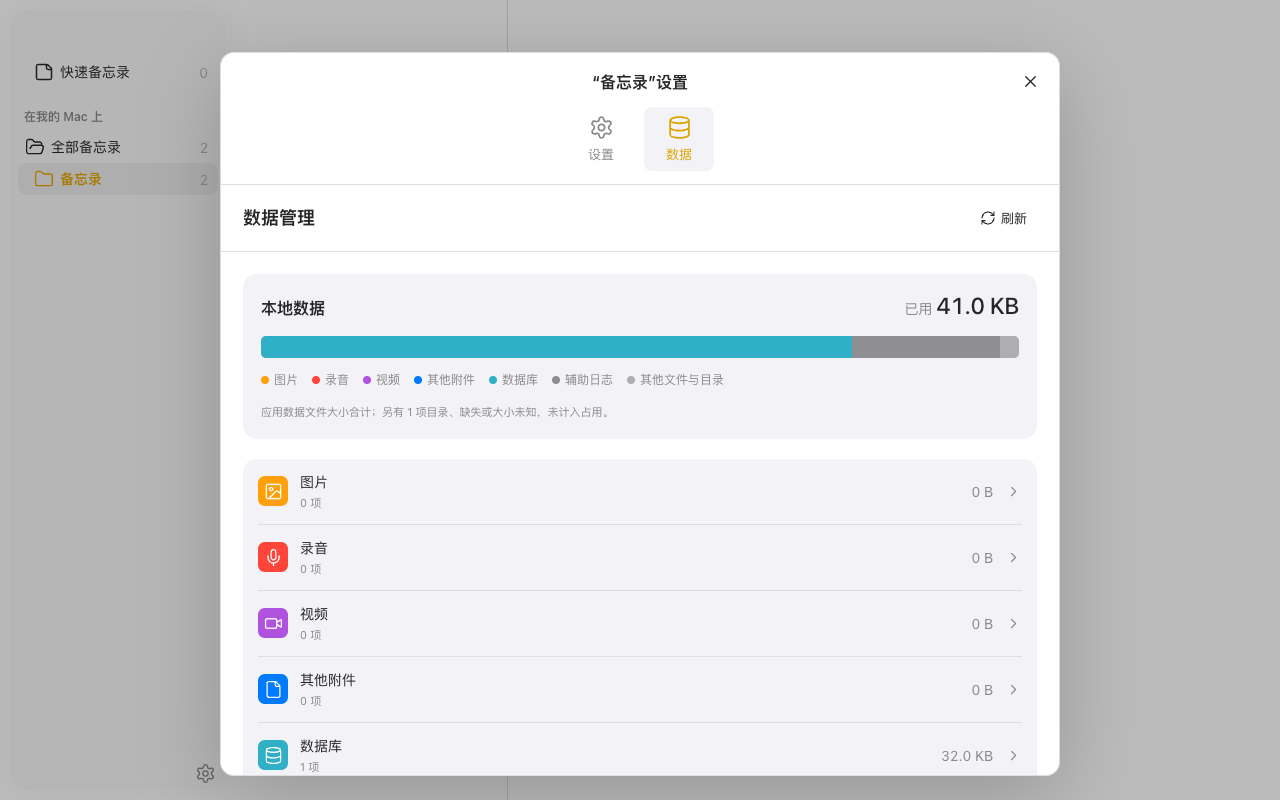 快速备忘录 0
在我的 Mac 上
全部备忘录 2
备忘录 2
“备忘录”设置
设置
数据
数据管理
刷新
本地数据
已用 41.0 KB
图片 录音 视频 其他附件 数据库 辅助日志 其他文件与目录
应用数据文件大小合计；另有 1 项目录、缺失或大小未知，未计入占用。
图片
0 项
0 B
录音
0 项
0 B
视频
0 项
0 B
其他附件
0 项
0 B
数据库
1 项
32.0 KB